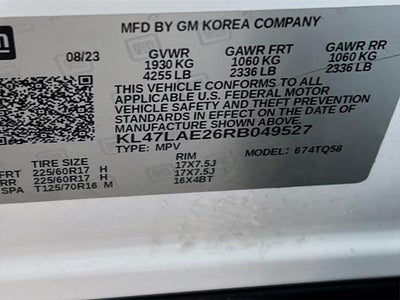 gm
MFD BY GM KOREA COMPANY
08/23 GVWR GAWR FRT GAWR RR
1930 KG 1060 KG 1060 KG
4255 LB 2336 LB 2336 LB
THIS VEHICLE CONFORMS TO ALL
APPLICABLE U.S. FEDERAL MOTOR
VEHICLE SAFETY, BUMPER, AND THEFT
PREVENTION STANDARDS IN EFFECT
ON THE DATE OF
MANUFACTURE SHOWN ABOVE.
KL47LAE26RB049527
TYPE: MPV MODEL: 674TQ58
TIRE SIZE RIM
225/60R17 H 17X7.5J
RR 225/60R17 H 17X7.5J
SPA T125/70R16 M 16X4BT